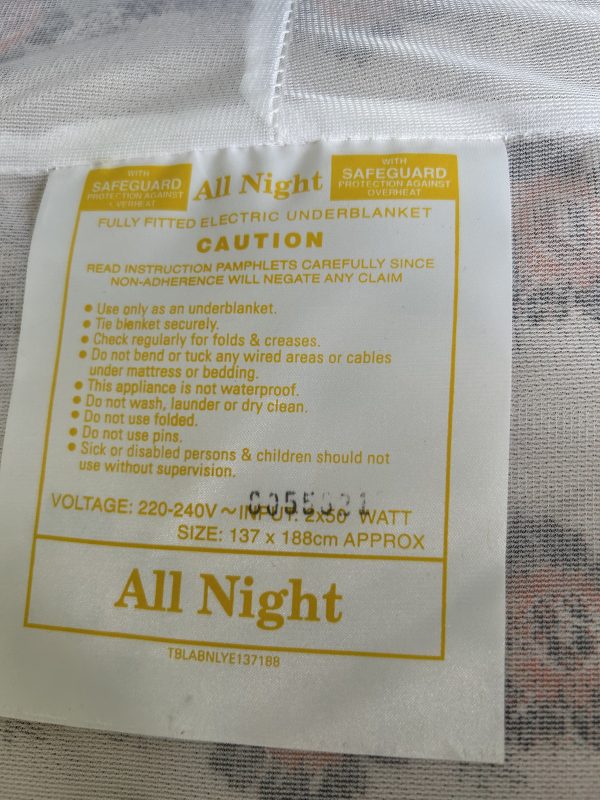 WITH
SAFEGUARD
PROTECTION AGAINST
OVERHEAT
All Night
WITH
SAFEGUARD
PROTECTION AGAINST
OVERHEAT
FULLY FITTED ELECTRIC UNDERBLANKET
CAUTION
READ INSTRUCTION PAMPHLETS CAREFULLY SINCE
NON-ADHERENCE WILL NEGATE ANY CLAIM
• Use only as an underblanket.
• Tie blenket securely.
• Check regularly for folds & creases.
• Do not bend or tuck any wired areas or cables
under mattress or bedding.
• This appliance is not waterproof.
• Do not wash, launder or dry clean.
• Do not use folded.
• Do not use pins.
• Sick or disabled persons & children should not
use without supervision.
VOLTAGE: 220-240V ~ INPUT: 2x50 WATT
SIZE: 137 x 188cm APPROX
All Night
TBLABNLYE137188